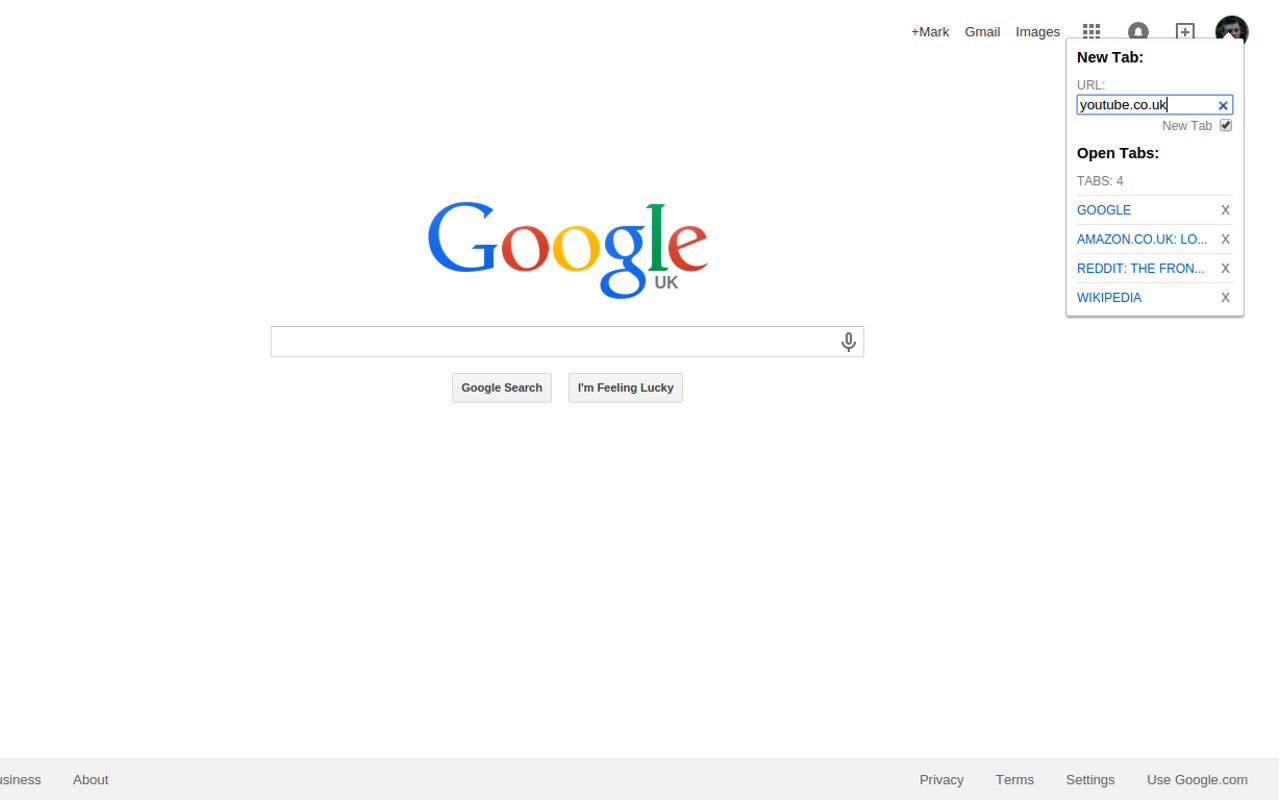 +Mark Gmail Images
New Tab:
URL:
youtube.co.uk
New Tab
Open Tabs:
TABS: 4
GOOGLE X
AMAZON.CO.UK: LO... X
REDDIT: THE FRON... X
WIKIPEDIA X
Google
UK
Google Search I'm Feeling Lucky
usiness About Privacy Terms Settings Use Google.com